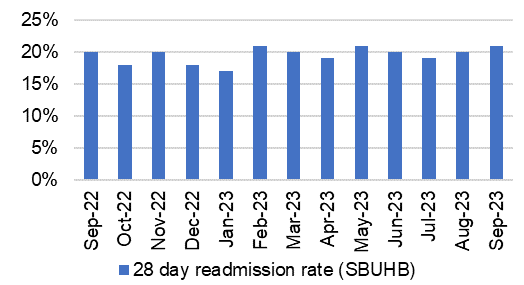 25%
20%
15%
10%
5%
0%
Sep-22
Oct-22
Nov-22
Dec-22
Jan-23
Feb-23
Mar-23
Apr-23
May-23
Jun-23
Jul-23
Aug-23
Sep-23
28 day readmission rate (SBUHB)